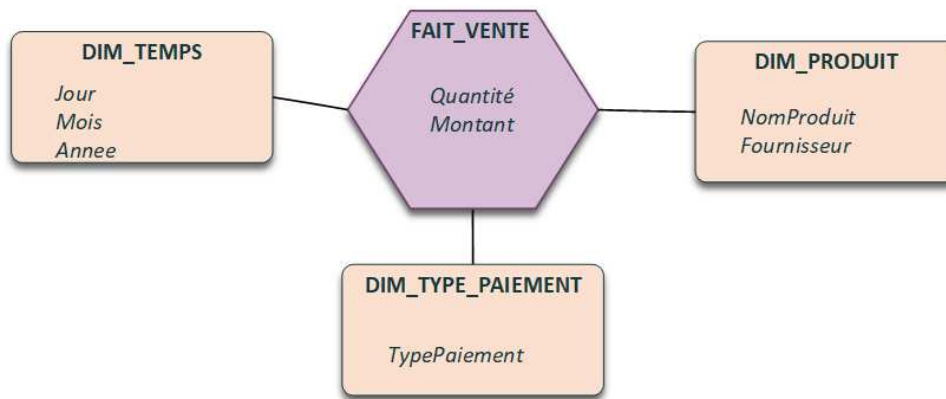 DIM_TEMPS
Jour
Mois
Annee
FAIT_VENTE
Quantité
Montant
DIM_PRODUIT
NomProduit
Fournisseur
DIM_TYPE_PAIEMENT
TypePaiement